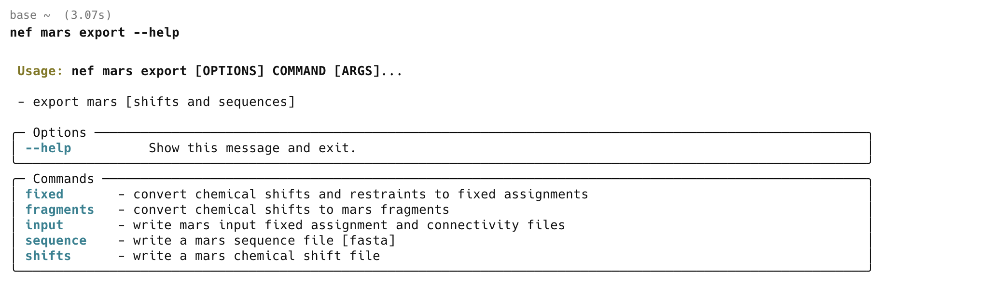 base ~ (3.07s)
nef mars export --help
Usage: nef mars export [OPTIONS] COMMAND [ARGS]...
- export mars [shifts and sequences]
Options
--help Show this message and exit.
Commands
fixed - convert chemical shifts and restraints to fixed assignments
fragments - convert chemical shifts to mars fragments
input - write mars input fixed assignment and connectivity files
sequence - write a mars sequence file [fasta]
shifts - write a mars chemical shift file